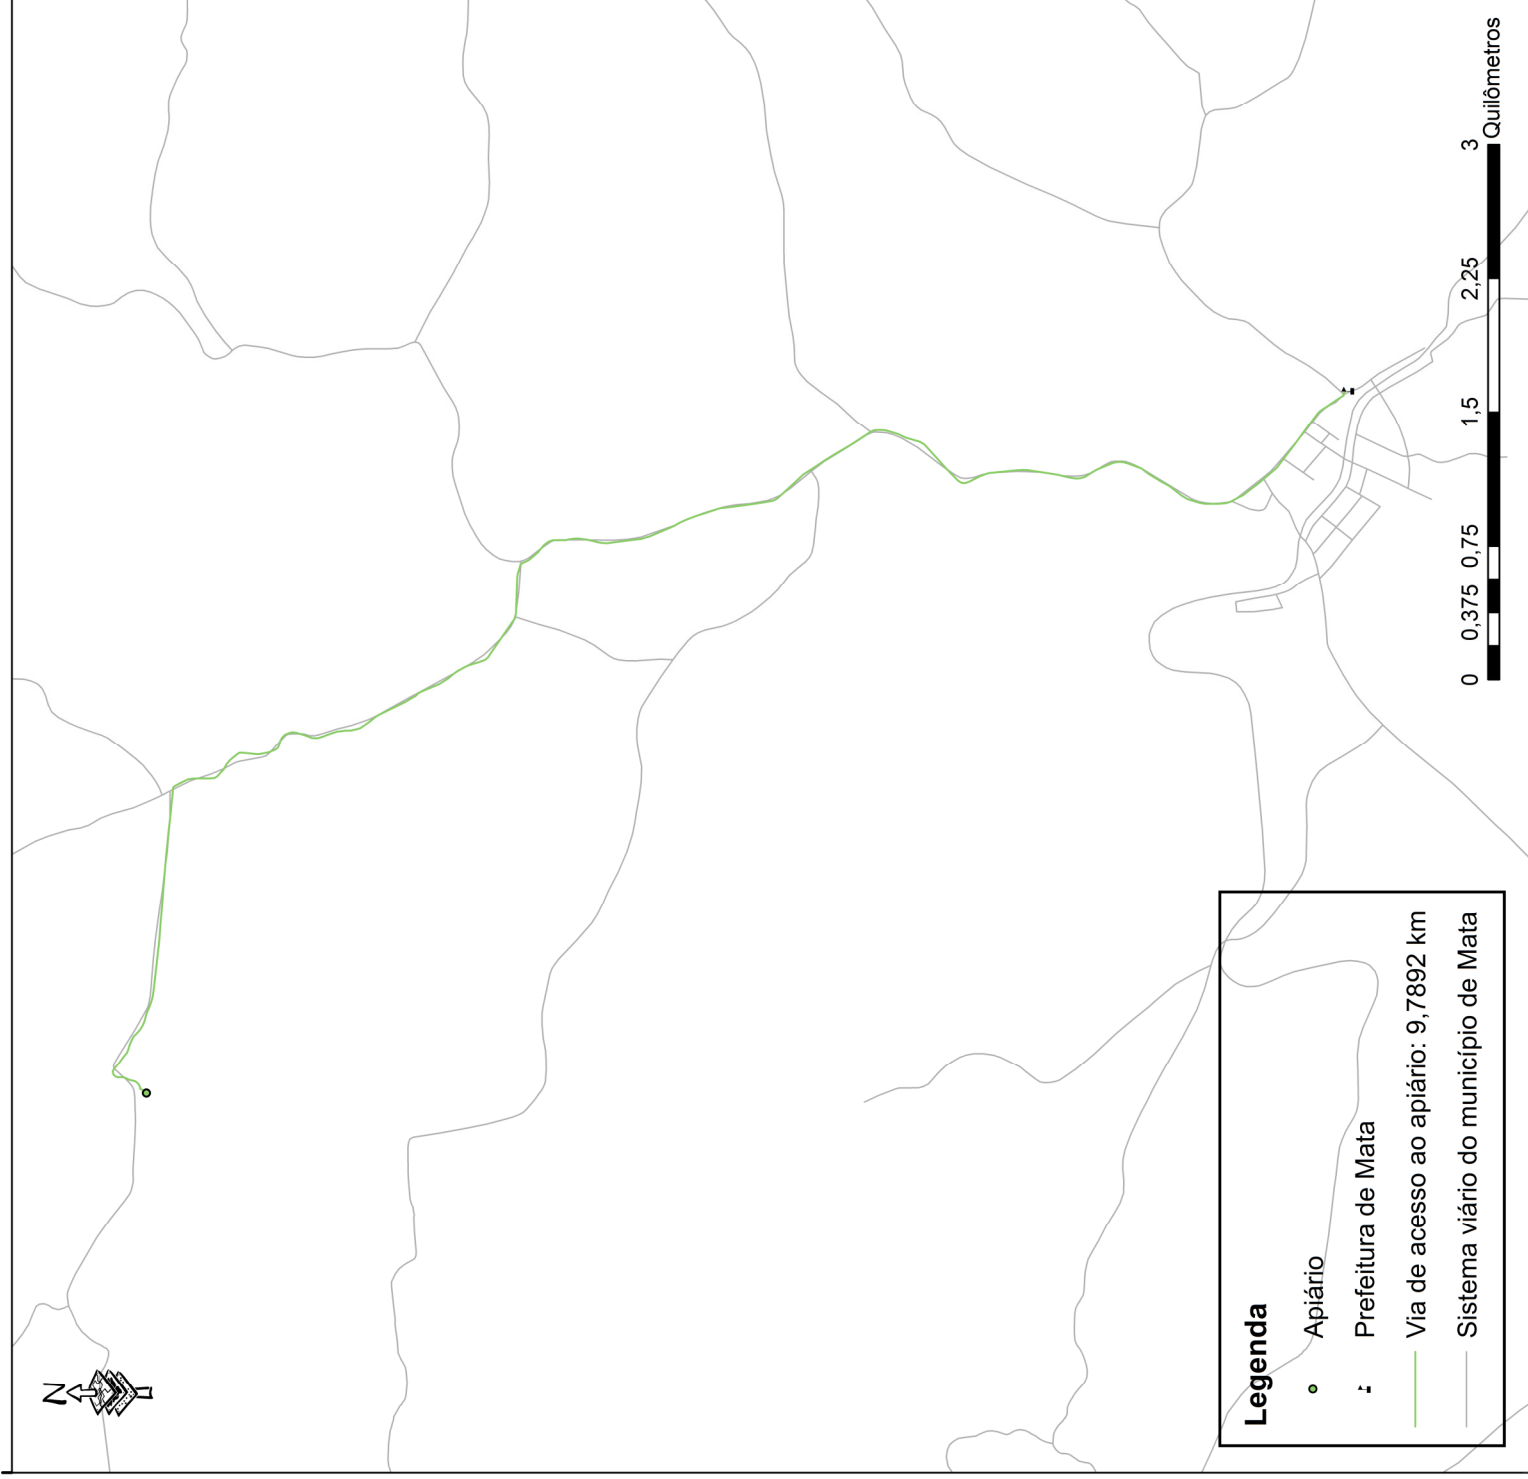 N
Legenda
Apiário
Prefeitura de Mata
Via de acesso ao apiário: 9,7892 km
Sistema viário do município de Mata
0 0,375 0,75 1,5 2,25 3
Quilômetros